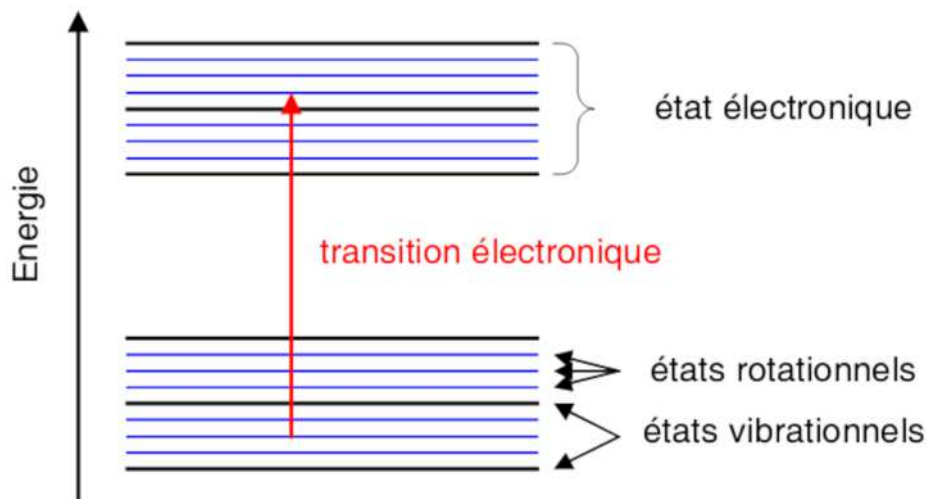 état électronique
Energie
transition électronique
états rotationnels
états vibrationnels